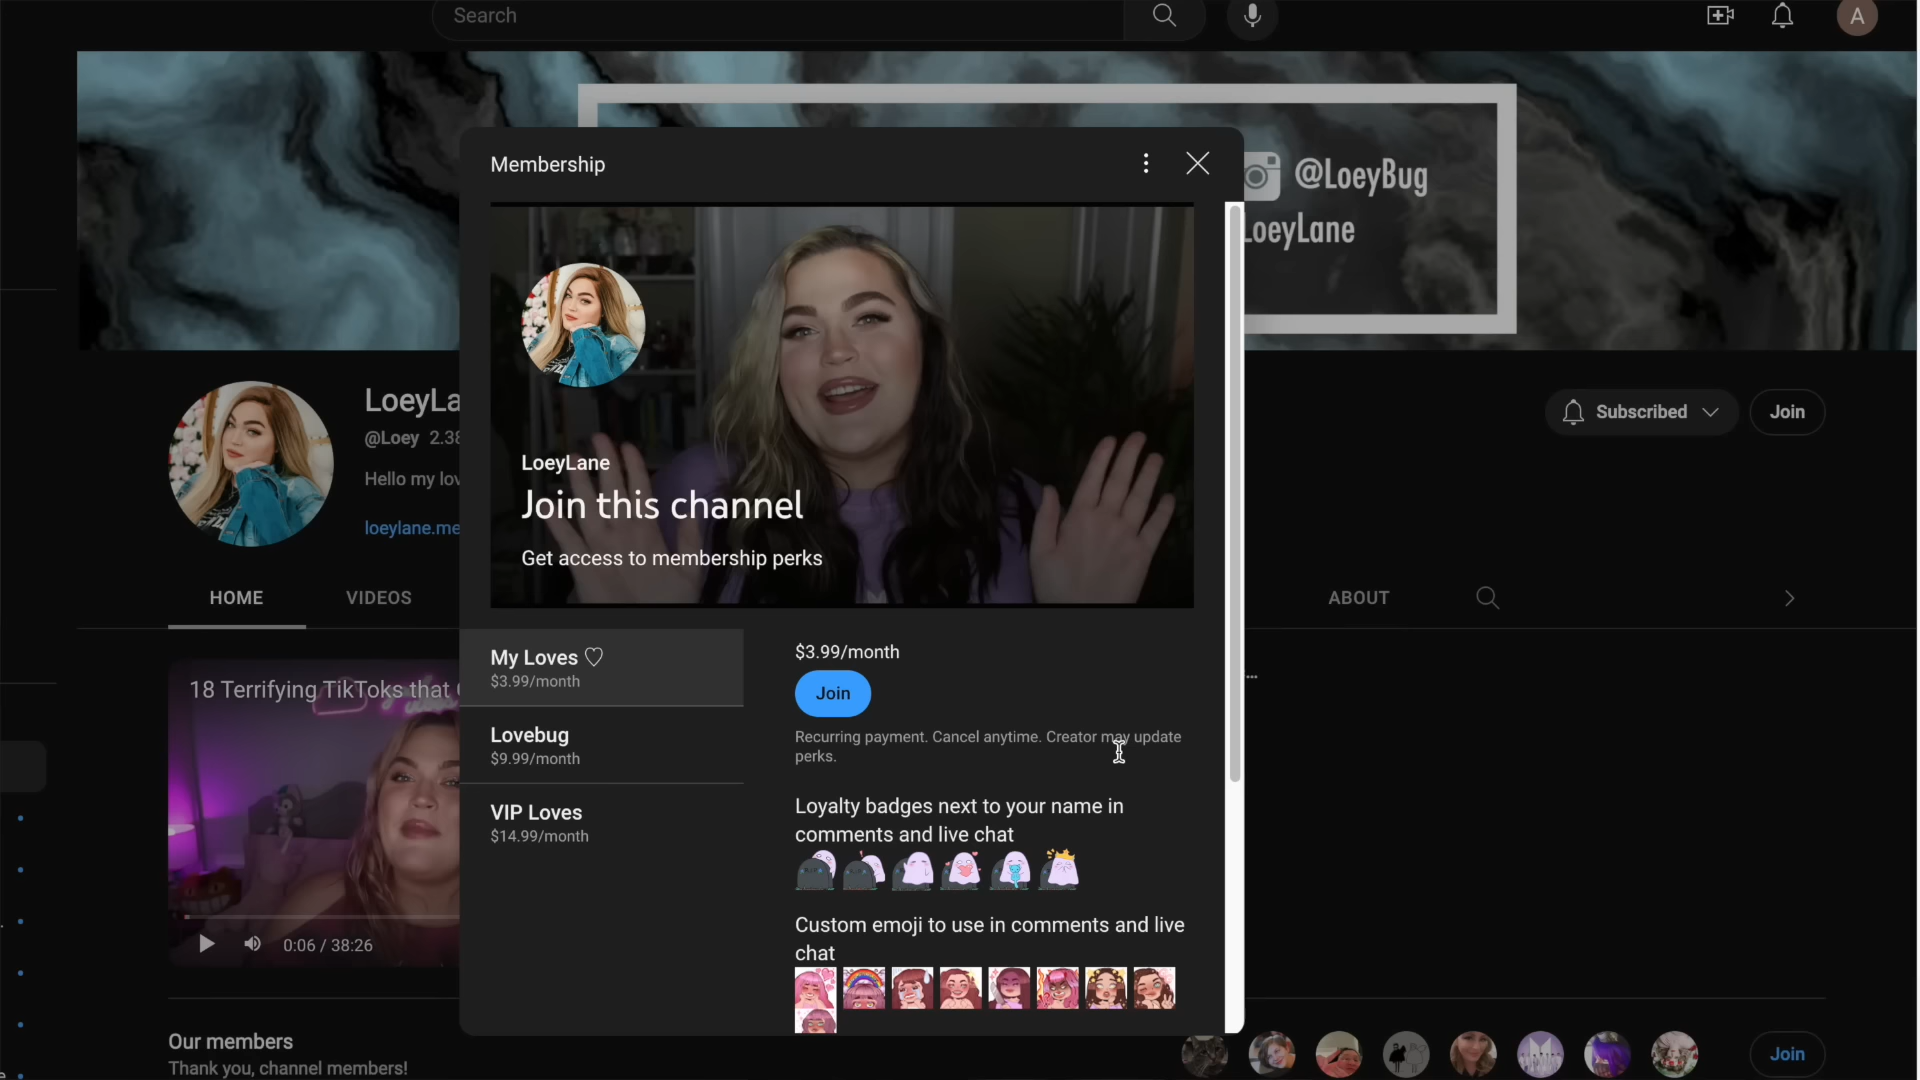 Search
A
@LoeyBug
LoeyLane
Membership
LoeyLane
Join this channel
Get access to membership perks
LoeyLa
@Loey 2.38
Hello my lov
loeylane.me
Subscribed
Join
HOME
VIDEOS
ABOUT
My Loves ♡
$3.99/month
Lovebug
$9.99/month
VIP Loves
$14.99/month
$3.99/month
Join
Recurring payment. Cancel anytime. Creator may update
perks.
Loyalty badges next to your name in
comments and live chat
Custom emoji to use in comments and live
chat
18 Terrifying TikToks that
0:06 / 38:26
Our members
Thank you, channel members!
Join